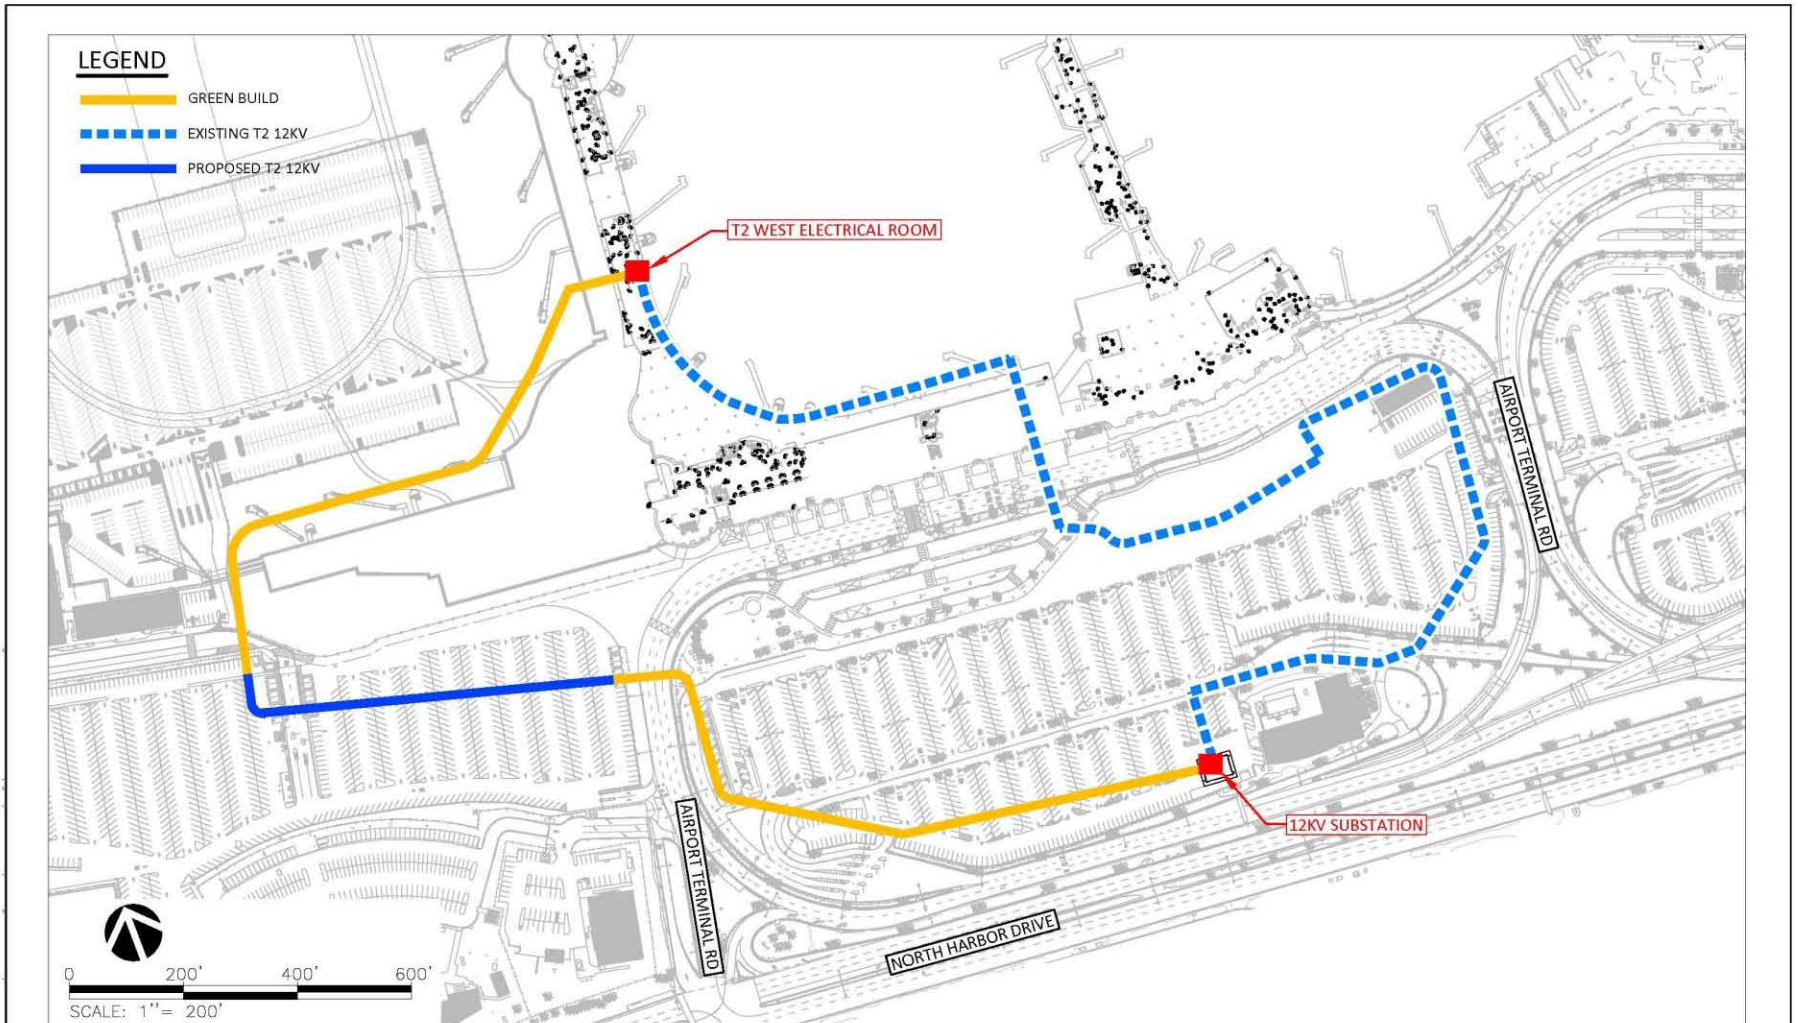 LEGEND
GREEN BUILD
EXISTING T2 12KV
PROPOSED T2 12KV
T2 WEST ELECTRICAL ROOM
AIRPORT TERMINAL RD
12KV SUBSTATION
AIRPORT TERMINAL RD
NORTH HARBOR DRIVE
0 200' 400' 600'
SCALE: 1''= 200'